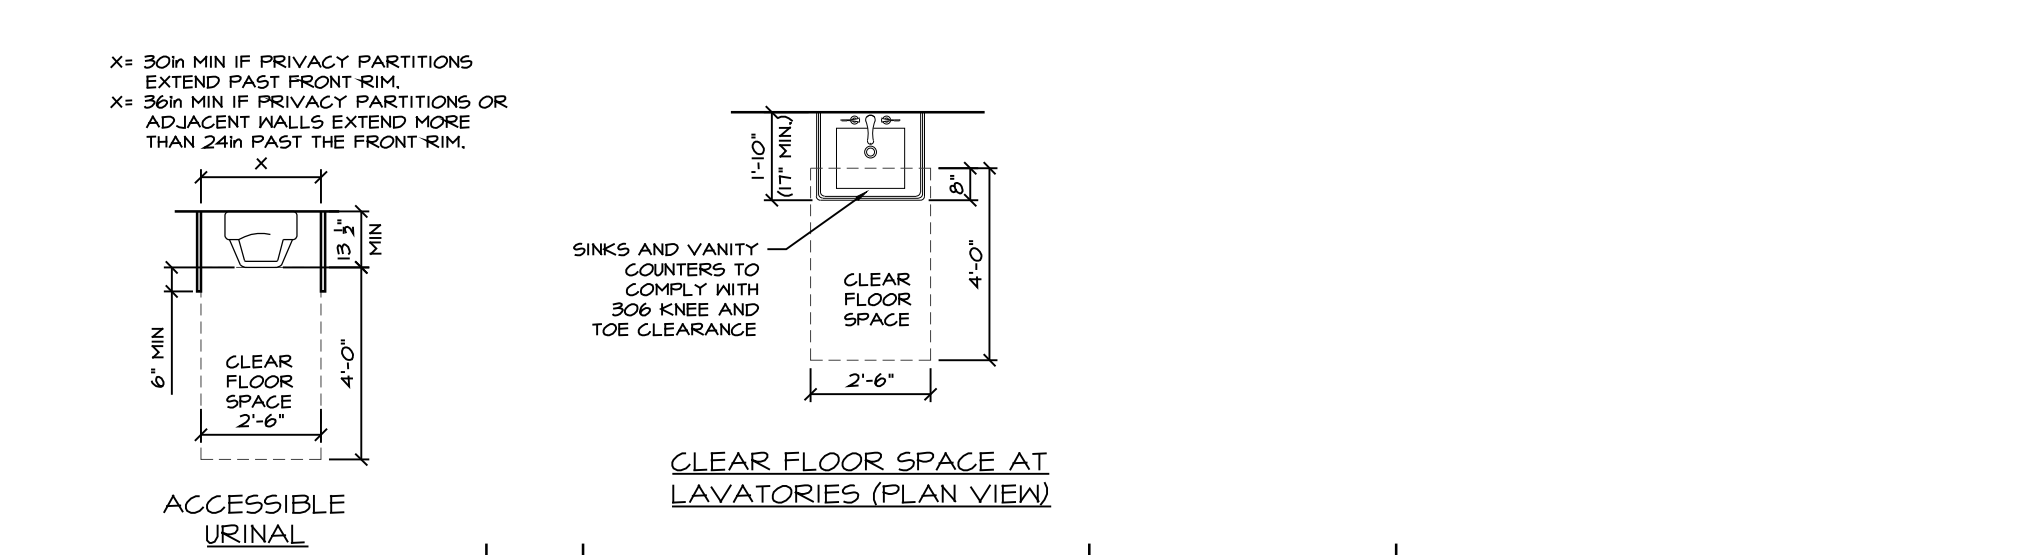 X= 30in MIN IF PRIVACY PARTITIONS
EXTEND PAST FRONT RIM.
X= 36in MIN IF PRIVACY PARTITIONS OR
ADJACENT WALLS EXTEND MORE
THAN 24in PAST THE FRONT RIM.
X
13 1/2"
MIN
6" MIN
4'-0"
CLEAR
FLOOR
SPACE
2'-6"
ACCESSIBLE
URINAL
1'-10"
(17" MIN.)
8"
4'-0"
SINKS AND VANITY
COUNTERS TO
COMPLY WITH
306 KNEE AND
TOE CLEARANCE
CLEAR
FLOOR
SPACE
2'-6"
CLEAR FLOOR SPACE AT
LAVATORIES (PLAN VIEW)